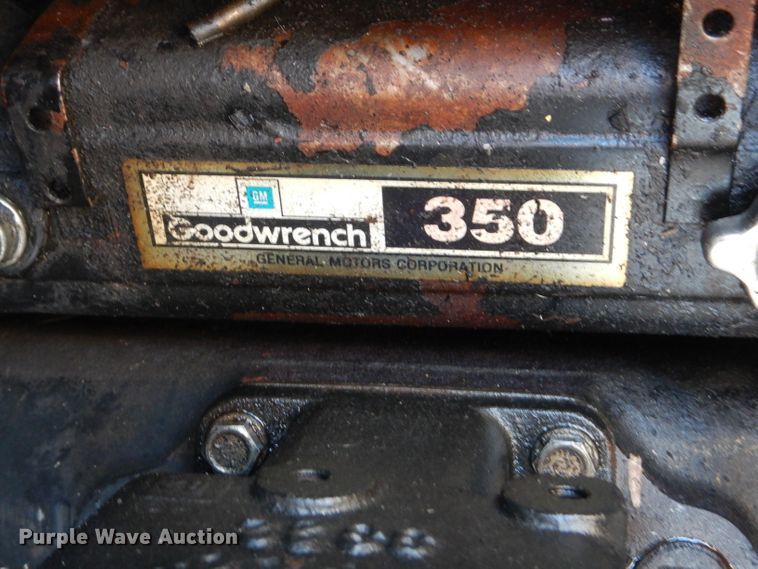 GM
Goodwrench
350
GENERAL MOTORS CORPORATION
Purple Wave Auction